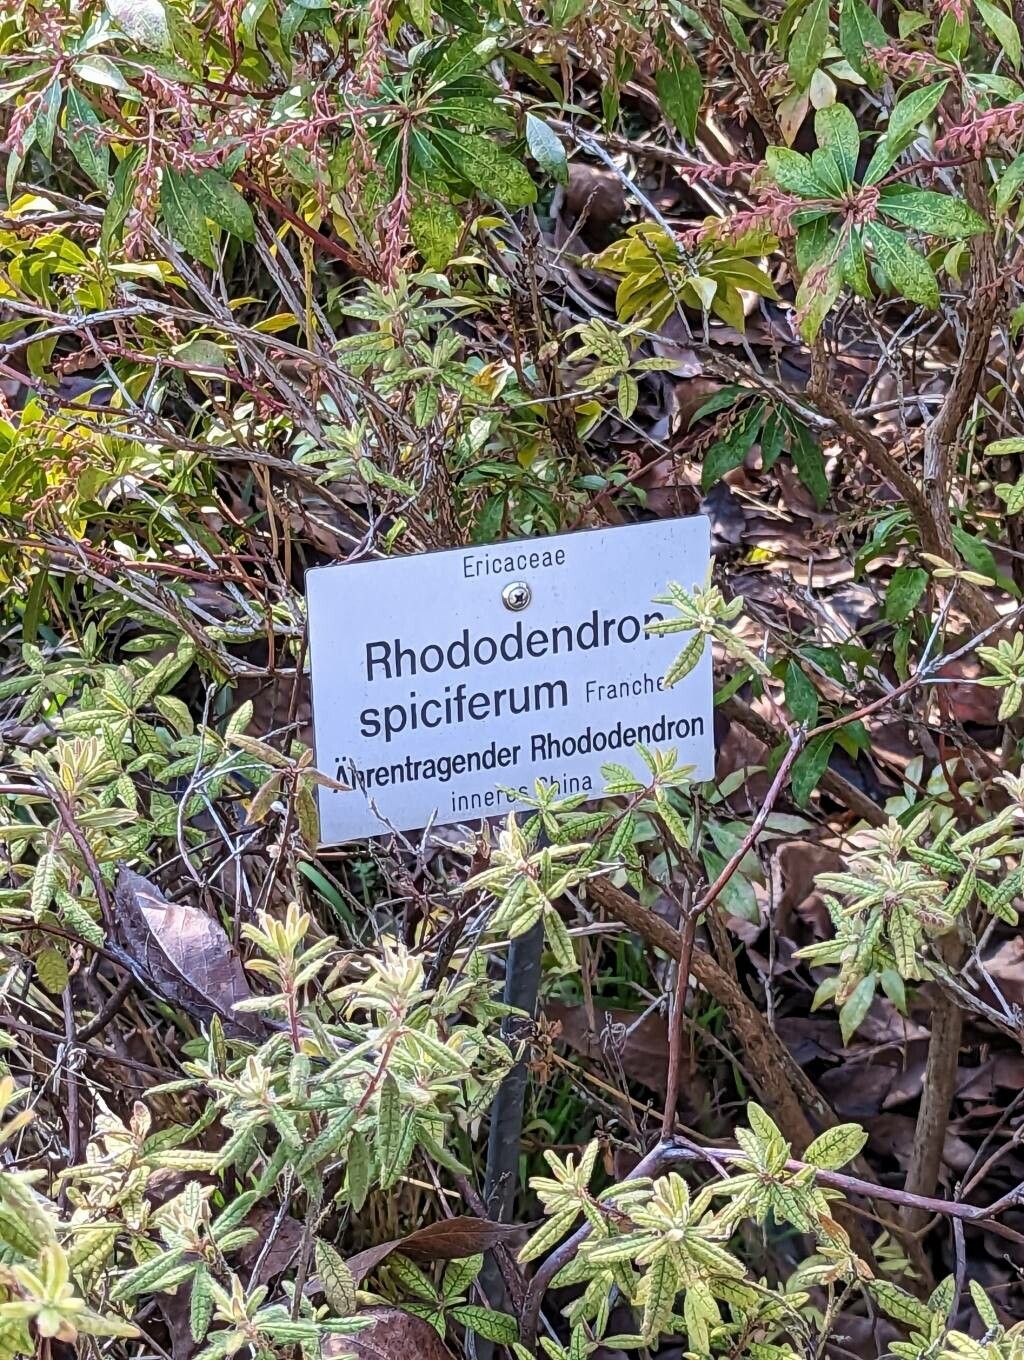 Ericaceae
Rhododendron
spiciferum Franchet
Ährentragender Rhododendron
inneres China